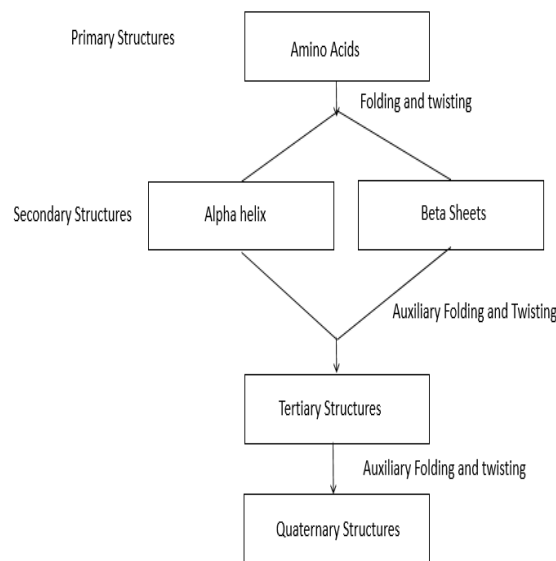 Primary Structures
Amino Acids
Folding and twisting
Secondary Structures
Alpha helix
Beta Sheets
Auxiliary Folding and Twisting
Tertiary Structures
Auxiliary Folding and twisting
Quaternary Structures